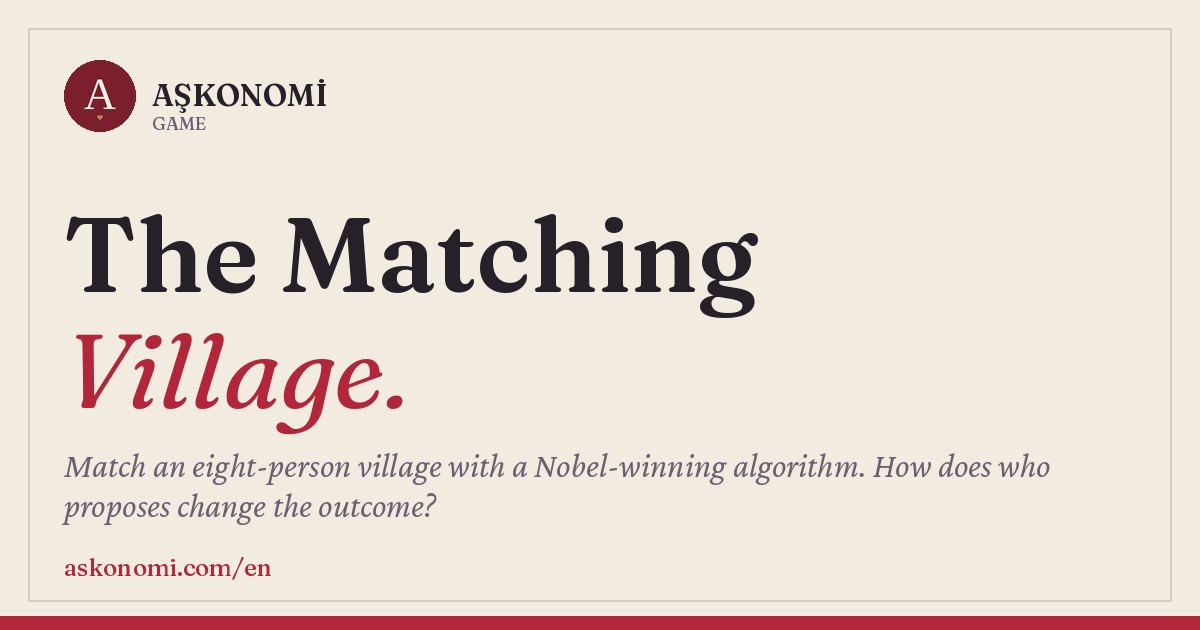 A
AŞKONOMİ
GAME
The Matching
Village.
Match an eight-person village with a Nobel-winning algorithm. How does who
proposes change the outcome?
askonomi.com/en